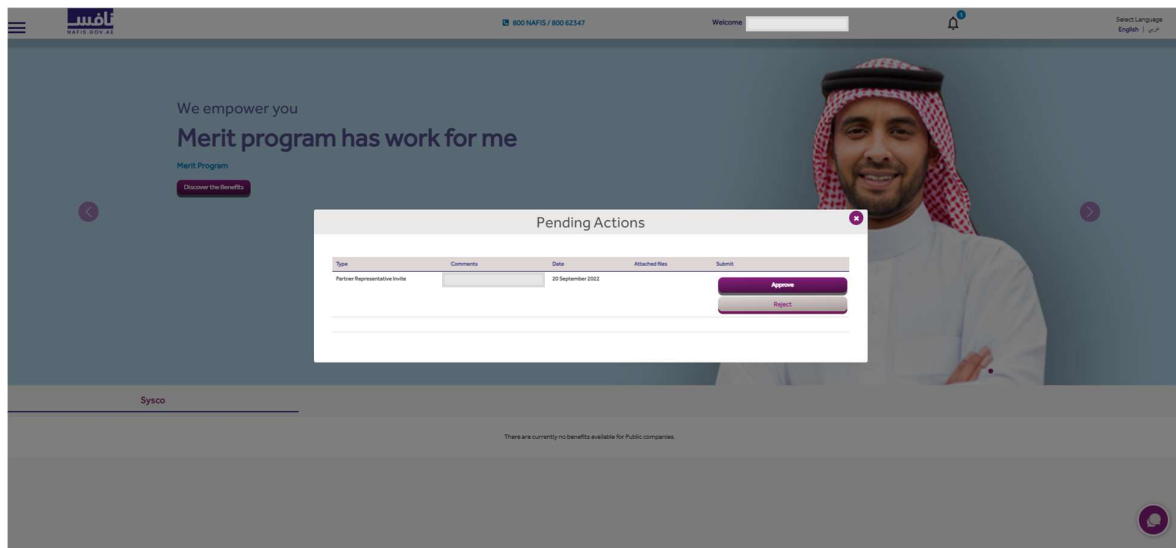 نافس
NAFIS.GOV.AE
800 NAFIS / 800 62347
Welcome
1
Select Language
English | عربي
We empower you
Merit program has work for me
Merit Program
Discover the Benefits
Pending Actions
Type Comments Date Attached files Submit
Partner Representative Invite 20 September 2022 Approve
Reject
Sysco
There are currently no benefits available for Public companies.